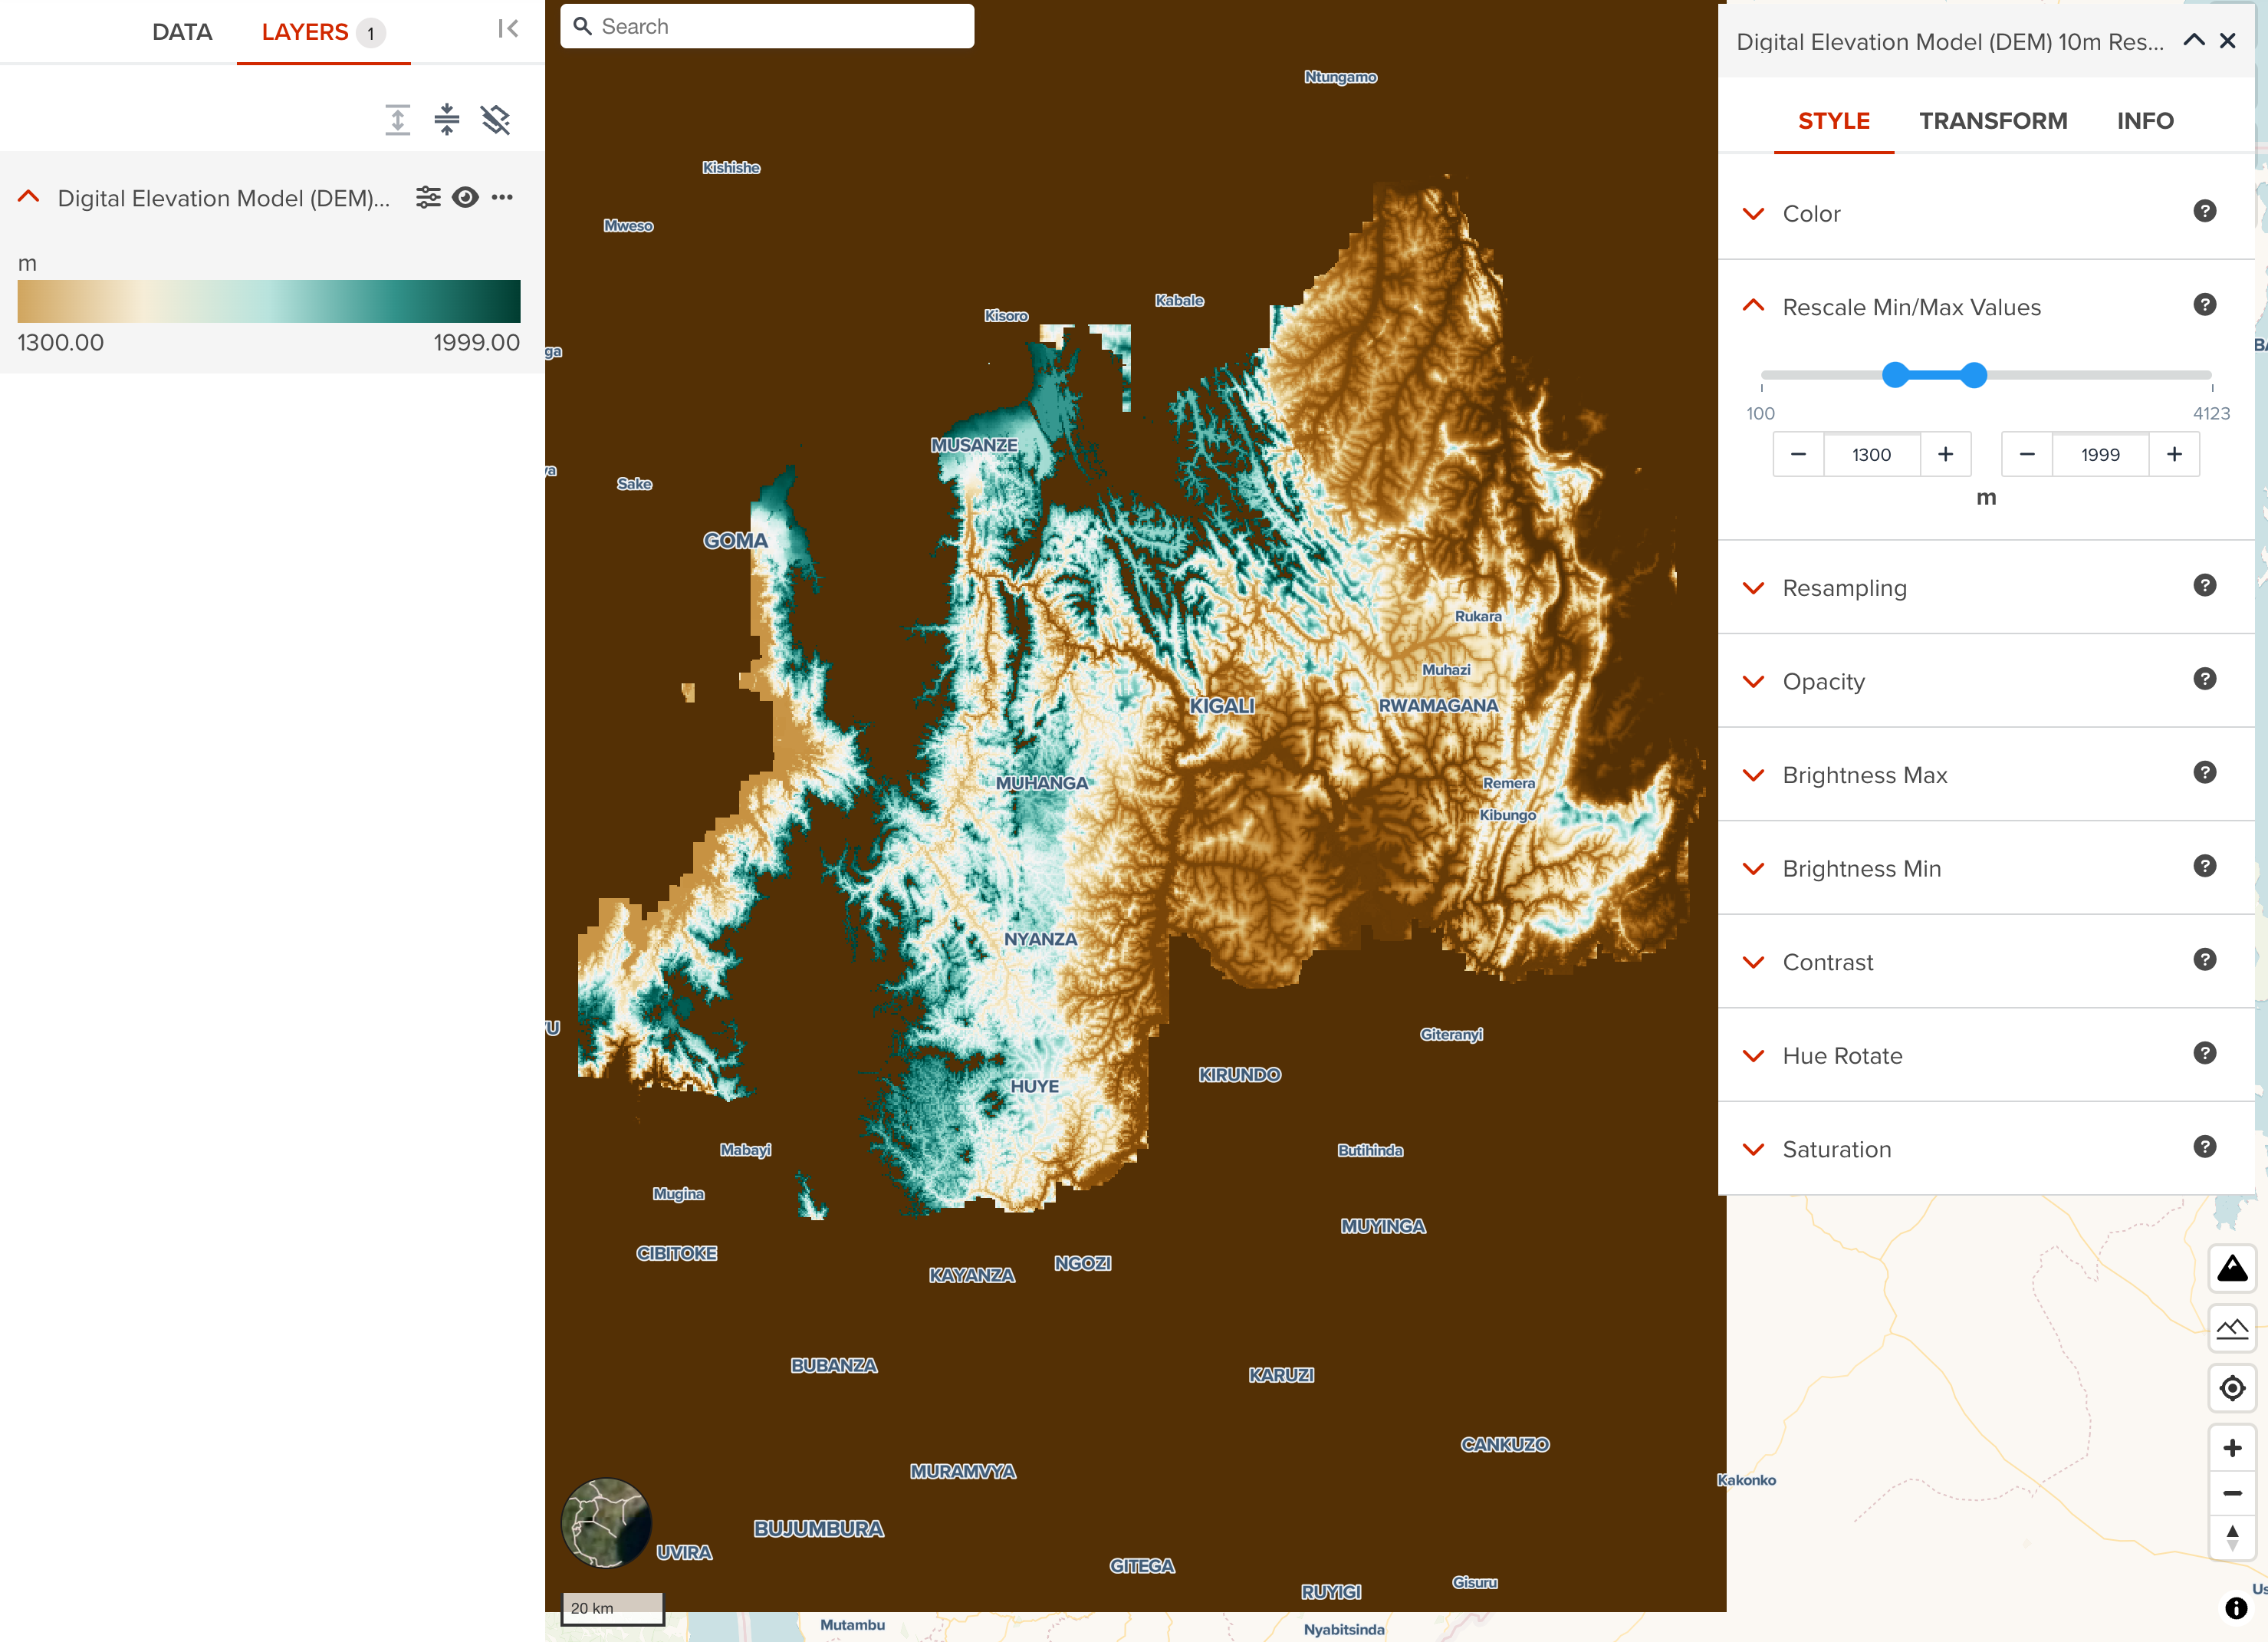 DATA
LAYERS 1
Search
Digital Elevation Model (DEM)...
m
1300.00 1999.00
Ntungamo
Kishishe
Mweso
Kabale
Kisoro
ga
MUSANZE
ya
Sake
GOMA
Rukara
Muhazi
KIGALI
RWAMAGANA
MUHANGA
Remera
Kibungo
NYANZA
U
Giteranyi
KIRUNDO
HUYE
Mabayi
Butihinda
Mugina
MUYINGA
CIBITOKE
NGOZI
KAYANZA
BUBANZA
KARUZI
CANKUZO
MURAMVYA
Kakonko
BUJUMBURA
UVIRA
GITEGA
Gisuru
RUYIGI
20 km
Mutambu
Nyabitsinda
Us
Digital Elevation Model (DEM) 10m Res...
STYLE TRANSFORM INFO
Color
Rescale Min/Max Values
100 4123
− 1300 + − 1999 +
m
Resampling
Opacity
Brightness Max
Brightness Min
Contrast
Hue Rotate
Saturation